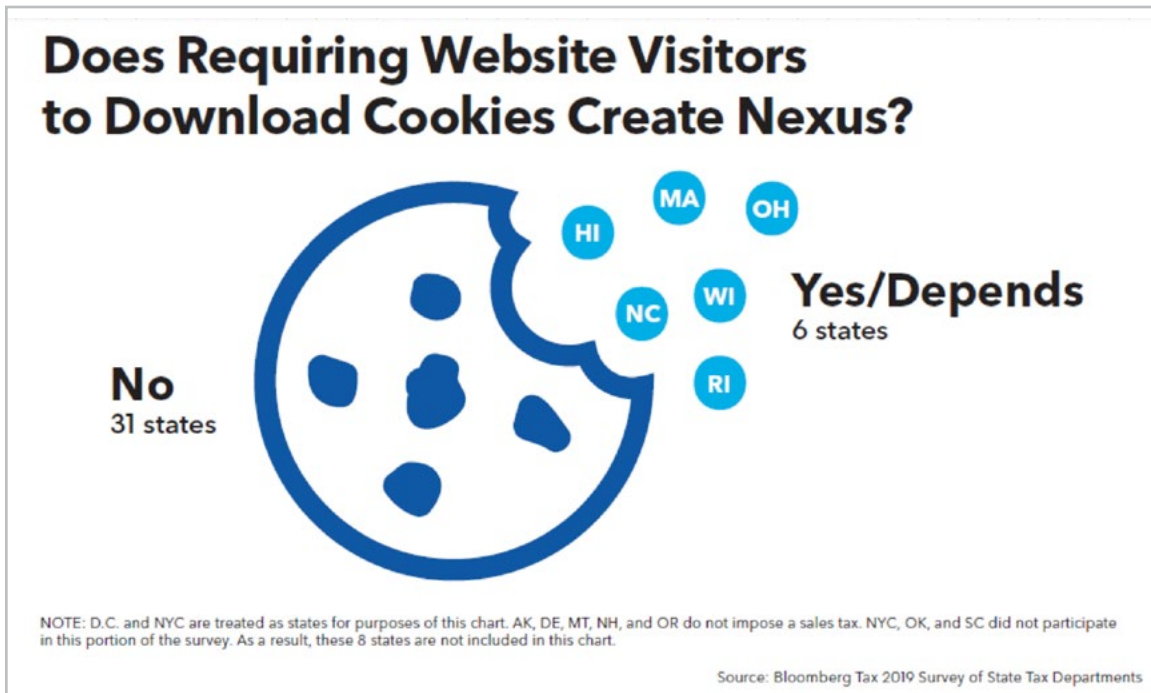 Does Requiring Website Visitors
to Download Cookies Create Nexus?
MA
OH
HI
WI
NC
Yes/Depends
6 states
RI
No
31 states
NOTE: D.C. and NYC are treated as states for purposes of this chart. AK, DE, MT, NH, and OR do not impose a sales tax. NYC, OK, and SC did not participate
in this portion of the survey. As a result, these 8 states are not included in this chart.
Source: Bloomberg Tax 2019 Survey of State Tax Departments